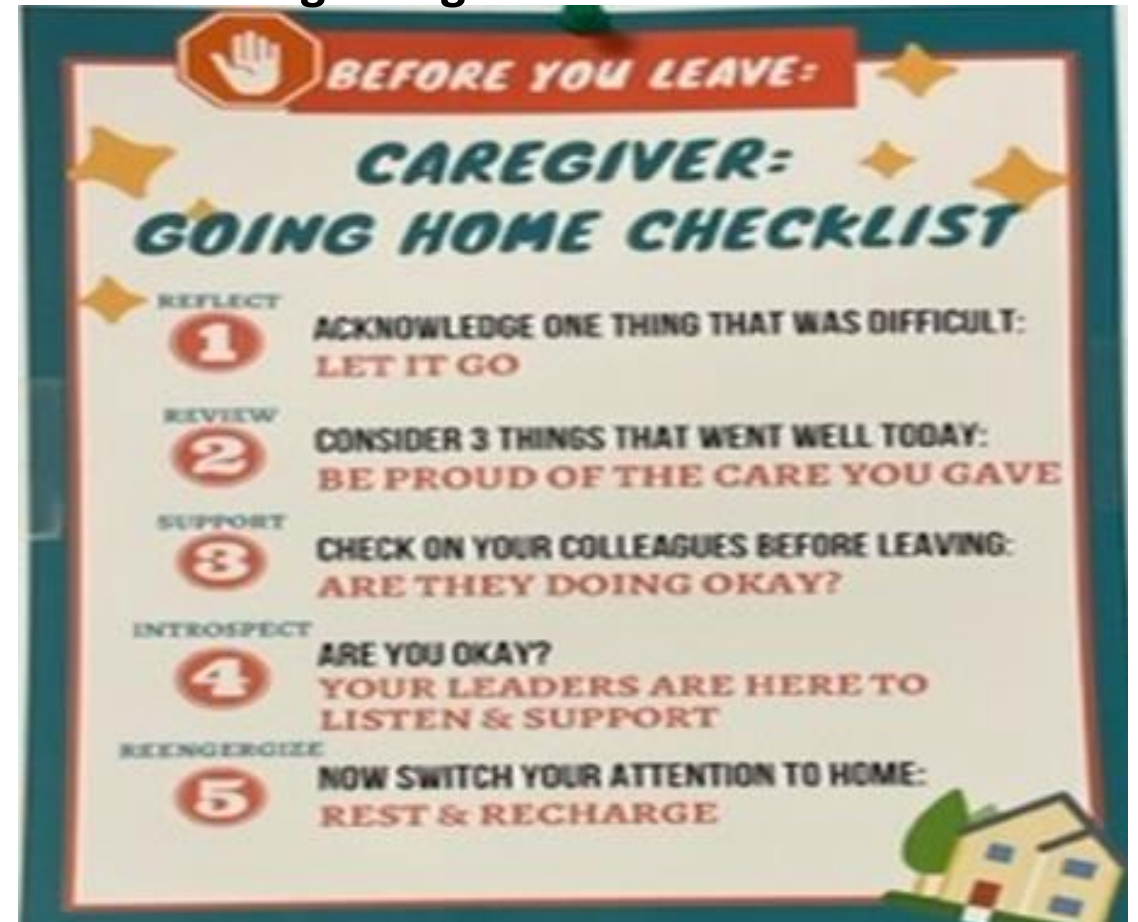 BEFORE YOU LEAVE:
CAREGIVER:
GOING HOME CHECKLIST
REFLECT
1
ACKNOWLEDGE ONE THING THAT WAS DIFFICULT:
LET IT GO
REVIEW
2
CONSIDER 3 THINGS THAT WENT WELL TODAY:
BE PROUD OF THE CARE YOU GAVE
SUPPORT
3
CHECK ON YOUR COLLEAGUES BEFORE LEAVING:
ARE THEY DOING OKAY?
INTROSPECT
4
ARE YOU OKAY?
YOUR LEADERS ARE HERE TO
LISTEN & SUPPORT
REENGERGIZE
5
NOW SWITCH YOUR ATTENTION TO HOME:
REST & RECHARGE